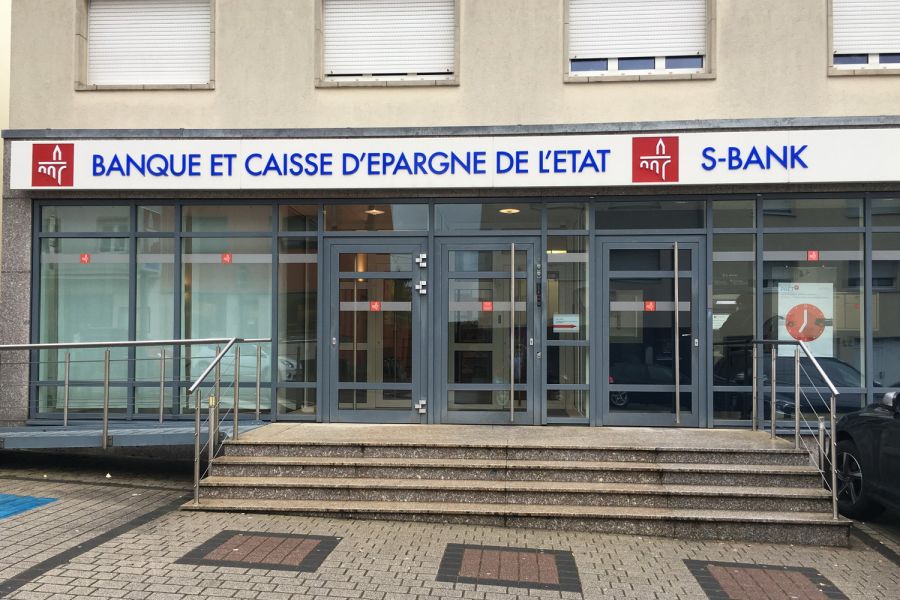 BANQUE ET CAISSE D'EPARGNE DE L'ETAT S-BANK